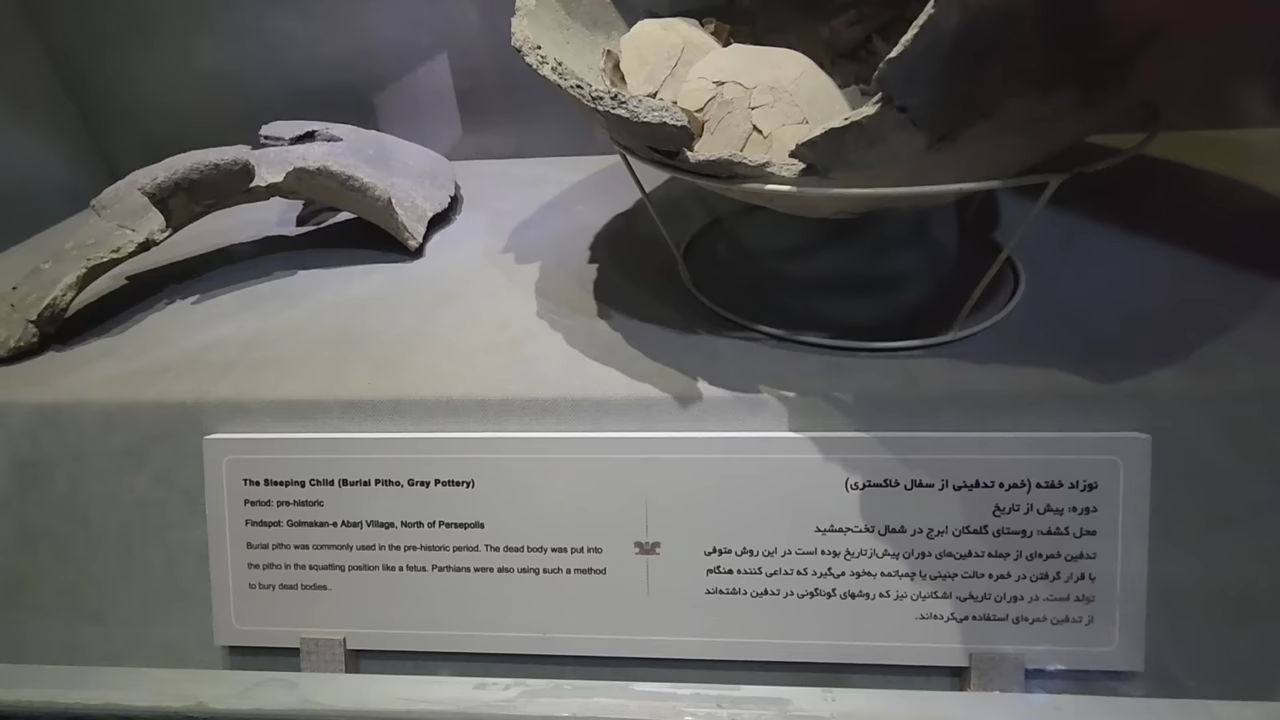 The Sleeping Child (Burial Pitho, Gray Pottery)
Period: pre-historic
Findspot: Golmakan-e Abarj Village, North of Persepolis
Burial pitho was commonly used in the pre-historic period. The dead body was put into
the pitho in the squatting position like a fetus. Parthians were also using such a method
to bury dead bodies..
نوزاد خفته (خمره تدفینی از سفال خاکستری)
دوره: پیش از تاریخ
محل کشف: روستای گلمکان ابرج در شمال تخت‌جمشید
تدفین خمره‌ای از جمله تدفین‌های دوران پیش‌ازتاریخ بوده است در این روش متوفی
با قرار گرفتن در خمره حالت جنینی یا چمباتمه به‌خود می‌گیرد که تداعی کننده هنگام
تولد است. در دوران تاریخی، اشکانیان نیز که روشهای گوناگونی در تدفین داشته‌اند
از تدفین خمره‌ای استفاده می‌کرده‌اند.